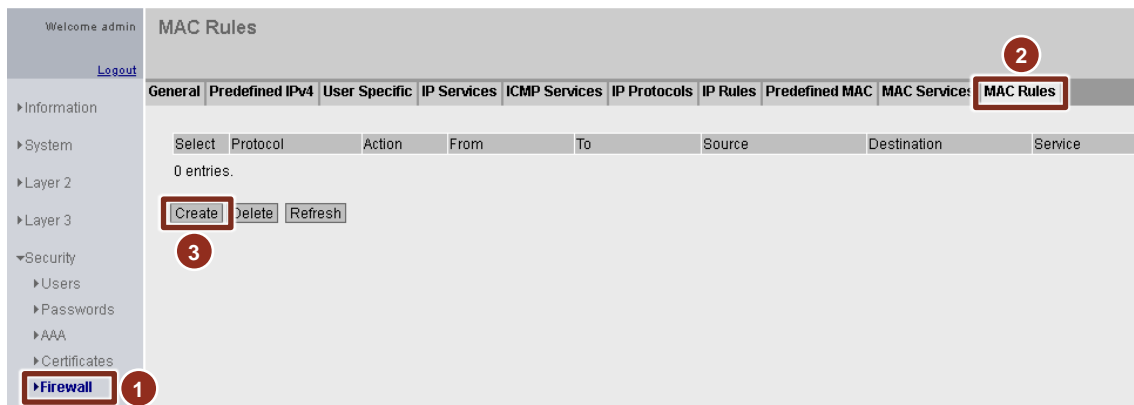 Welcome admin
Logout
MAC Rules
2
General Predefined IPv4 User Specific IP Services ICMP Services IP Protocols IP Rules Predefined MAC MAC Services MAC Rules
▸Information
▸System
▸Layer 2
▸Layer 3
▾Security
▸Users
▸Passwords
▸AAA
▸Certificates
▸Firewall
1
Select Protocol Action From To Source Destination Service
0 entries.
Create Delete Refresh
3